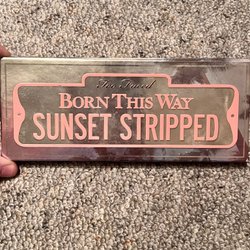 Too Faced
BORN THIS WAY
SUNSET STRIPPED